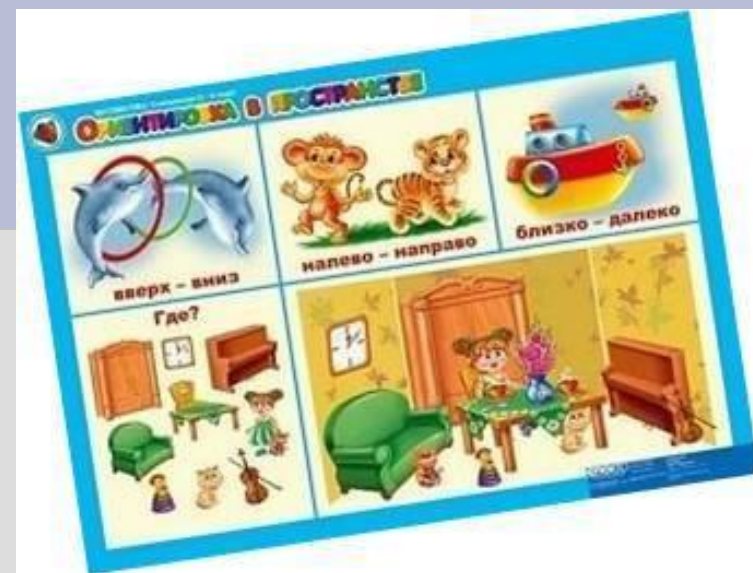 ОРИЕНТИРОВКА В ПРОСТРАНСТВЕ
вверх – вниз
налево – направо
близко – далеко
Где?